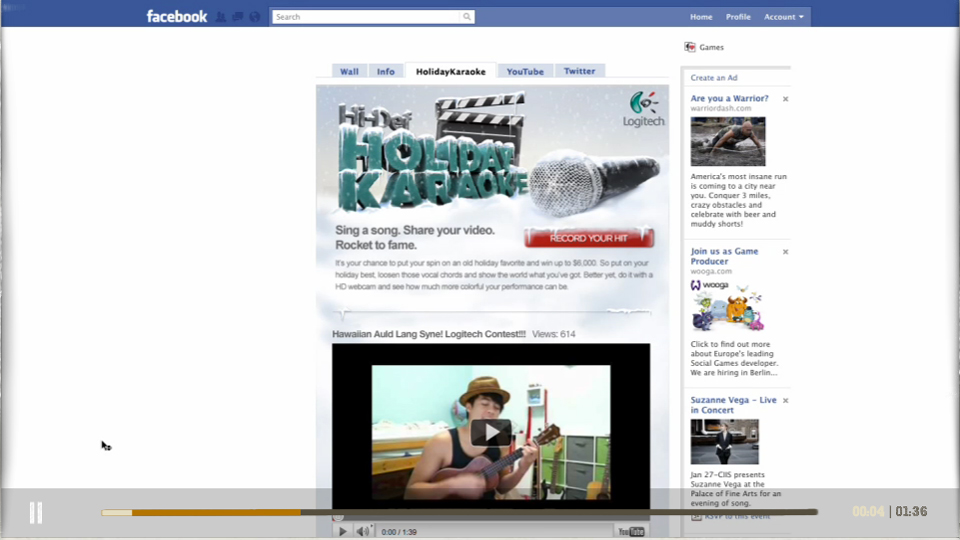 facebook
Search
Home Profile Account
Games
Wall Info HolidayKaraoke YouTube Twitter
Create an Ad
Hi-Def
HOLIDAY
KARAOKE
Logitech
Sing a song. Share your video.
Rocket to fame.
RECORD YOUR HIT
It's your chance to put your spin on an old holiday favorite and win up to $6,000. So put on your
holiday best, loosen those vocal chords and show the world what you've got. Better yet, do it with a
HD webcam and see how much more colorful your performance can be.
Hawaiian Auld Lang Syne! Logitech Contest!!! Views: 614
0:00 / 1:39
YouTube
Are you a Warrior?
warriordash.com
America's most insane run
is coming to a city near
you. Conquer 3 miles,
crazy obstacles and
celebrate with beer and
muddy shorts!
Join us as Game
Producer
wooga.com
wooga
Click to find out more
about Europe's leading
Social Games developer.
We are hiring in Berlin...
Suzanne Vega - Live
in Concert
Jan 27-CIIS presents
Suzanne Vega at the
Palace of Fine Arts for an
evening of song.
RSVP to this event
00:04 | 01:36